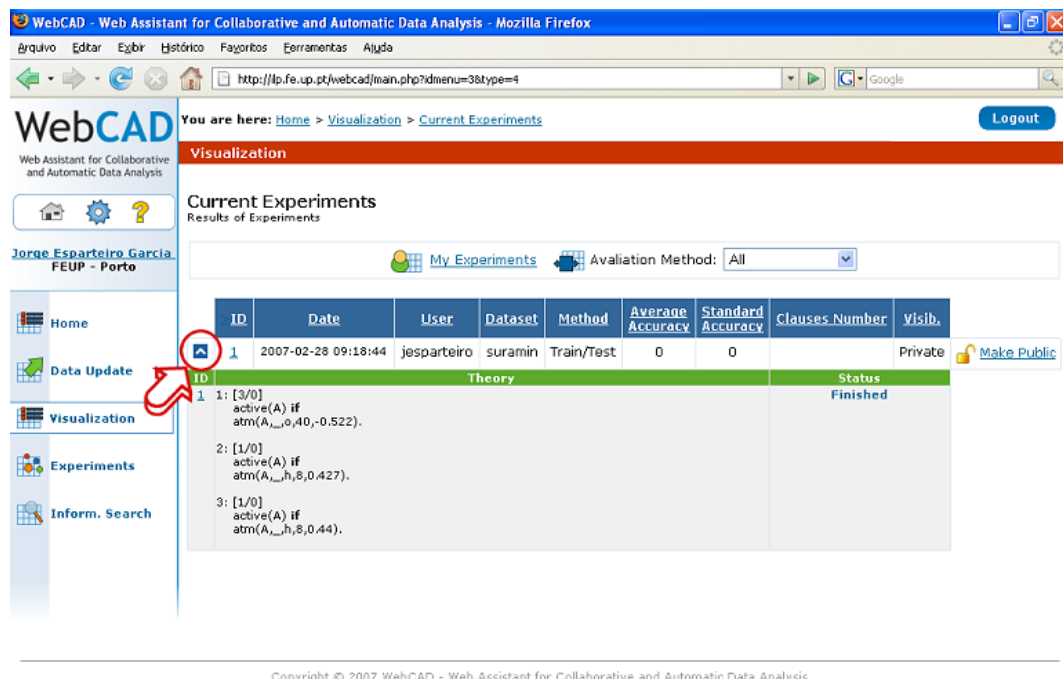 WebCAD - Web Assistant for Collaborative and Automatic Data Analysis - Mozilla Firefox
Arquivo Editar Exibir Histórico Favoritos Ferramentas Ajuda
http://lp.fe.up.pt/webcad/main.php?idmenu=3&type=4
G Google
WebCAD
Web Assistant for Collaborative
and Automatic Data Analysis
You are here: Home > Visualization > Current Experiments
Logout
Visualization
Current Experiments
Results of Experiments
Jorge Esparteiro Garcia
FEUP - Porto
My Experiments Avaliation Method: All
Home
Data Update
Visualization
Experiments
Inform. Search
ID Date User Dataset Method Average Accuracy Standard Accuracy Clauses Number Visib.
1 2007-02-28 09:18:44 jesparteiro suramin Train/Test 0 0 Private Make Public
ID Theory Status
1 1: [3/0] Finished
active(A) if
atm(A,_,o,40,-0.522).
2: [1/0]
active(A) if
atm(A,_,h,8,0.427).
3: [1/0]
active(A) if
atm(A,_,h,8,0.44).
Copyright © 2007 WebCAD - Web Assistant for Collaborative and Automatic Data Analysis